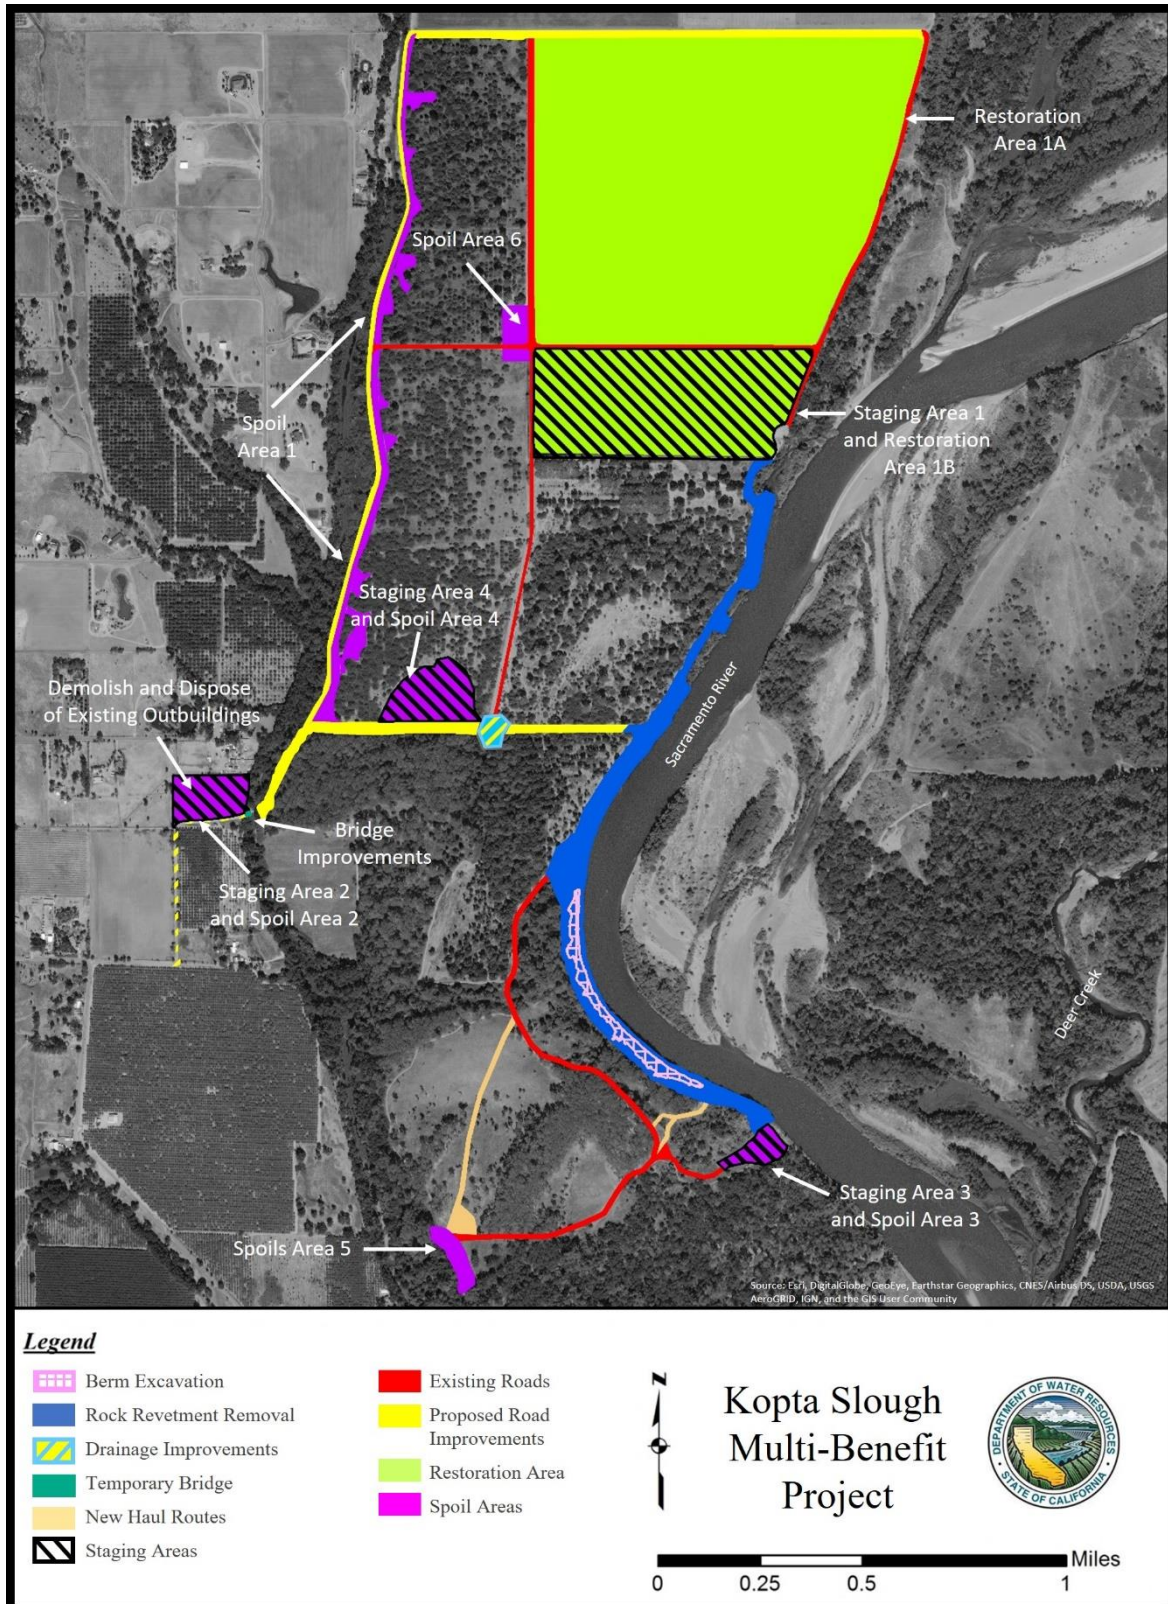 Restoration
Area 1A
Spoil Area 6
Spoil
Area 1
Staging Area 1
and Restoration
Area 1B
Staging Area 4
and Spoil Area 4
Sacramento River
Demolish and Dispose
of Existing Outbuildings
Bridge
Improvements
Staging Area 2
and Spoil Area 2
Deer Creek
Staging Area 3
and Spoil Area 3
Spoils Area 5
Source: Esri, DigitalGlobe, GeoEye, Earthstar Geographics, CNES/Airbus DS, USDA, USGS
AeroGRID, IGN, and the GIS User Community
Legend
Berm Excavation
Rock Revetment Removal
Drainage Improvements
Temporary Bridge
New Haul Routes
Staging Areas
Existing Roads
Proposed Road
Improvements
Restoration Area
Spoil Areas
N
Kopta Slough
Multi-Benefit
Project
DEPARTMENT OF WATER RESOURCES
STATE OF CALIFORNIA
Miles
0 0.25 0.5 1